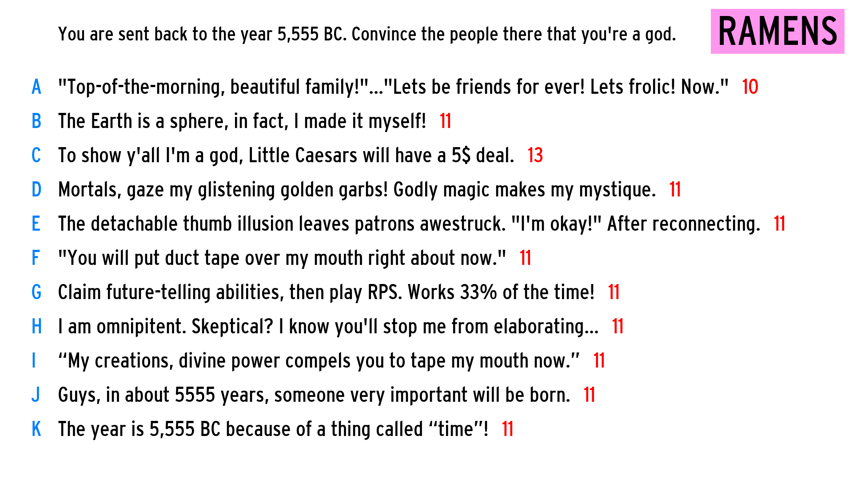 You are sent back to the year 5,555 BC. Convince the people there that you're a god.
RAMENS
A "Top-of-the-morning, beautiful family!"..."Lets be friends for ever! Lets frolic! Now." 10
B The Earth is a sphere, in fact, I made it myself! 11
C To show y'all I'm a god, Little Caesars will have a 5$ deal. 13
D Mortals, gaze my glistening golden garbs! Godly magic makes my mystique. 11
E The detachable thumb illusion leaves patrons awestruck. "I'm okay!" After reconnecting. 11
F "You will put duct tape over my mouth right about now." 11
G Claim future-telling abilities, then play RPS. Works 33% of the time! 11
H I am omnipitent. Skeptical? I know you'll stop me from elaborating... 11
I “My creations, divine power compels you to tape my mouth now.” 11
J Guys, in about 5555 years, someone very important will be born. 11
K The year is 5,555 BC because of a thing called “time”! 11